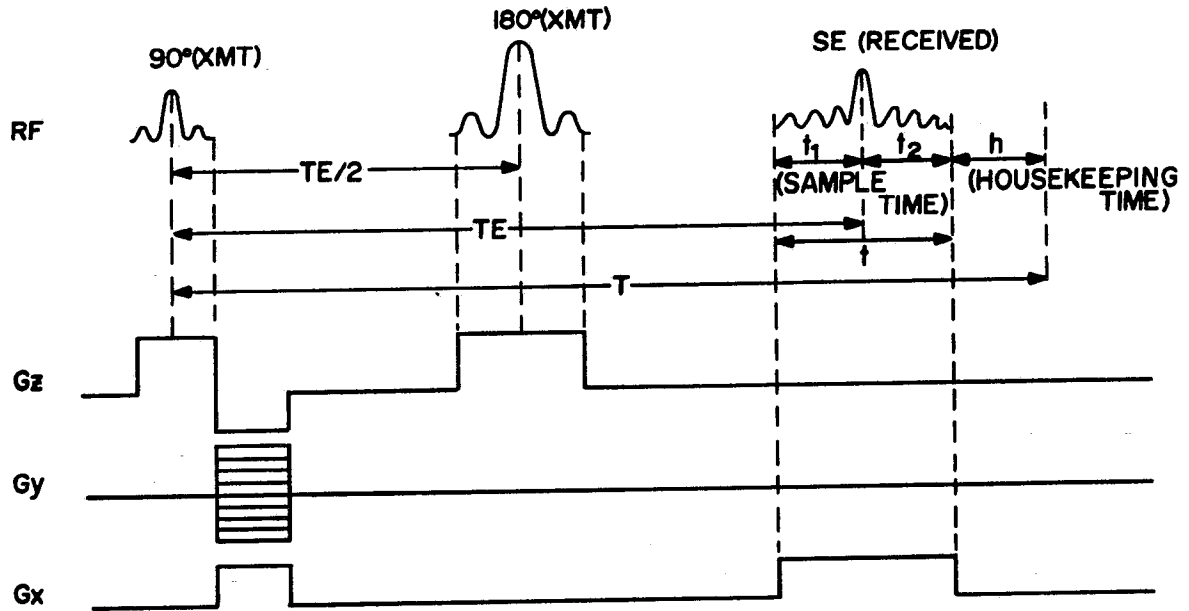 90°(XMT)
180°(XMT)
SE (RECEIVED)
RF
TE/2
t1
t2
h
(SAMPLE TIME)
(HOUSEKEEPING TIME)
TE
t
T
Gz
Gy
Gx